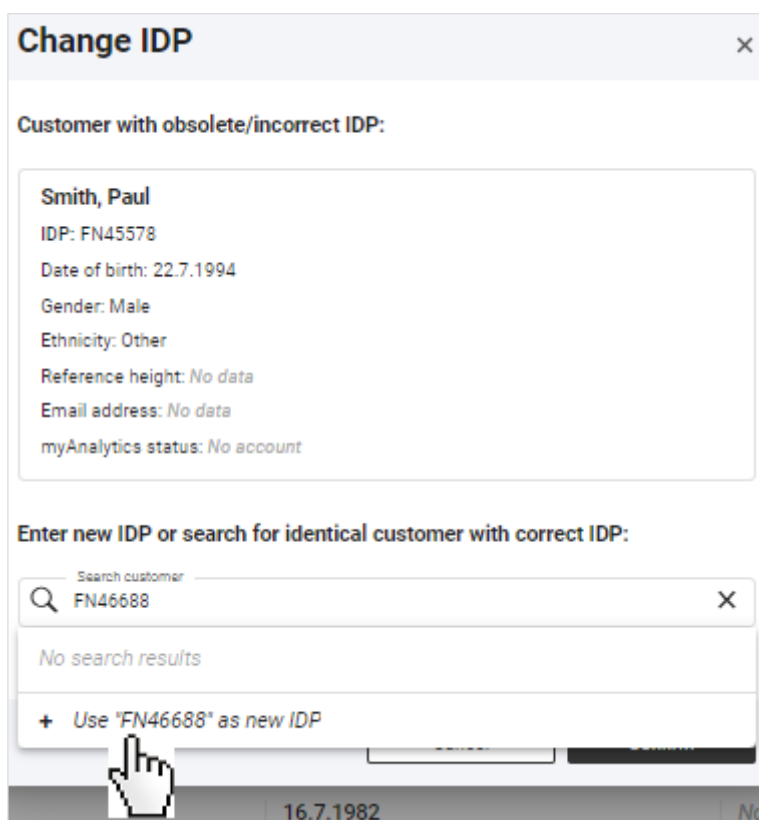 Change IDP
Customer with obsolete/incorrect IDP:
Smith, Paul
IDP: FN45578
Date of birth: 22.7.1994
Gender: Male
Ethnicity: Other
Reference height: No data
Email address: No data
myAnalytics status: No account
Enter new IDP or search for identical customer with correct IDP:
Search customer
FN46688
No search results
+ Use "FN46688" as new IDP
16.7.1982